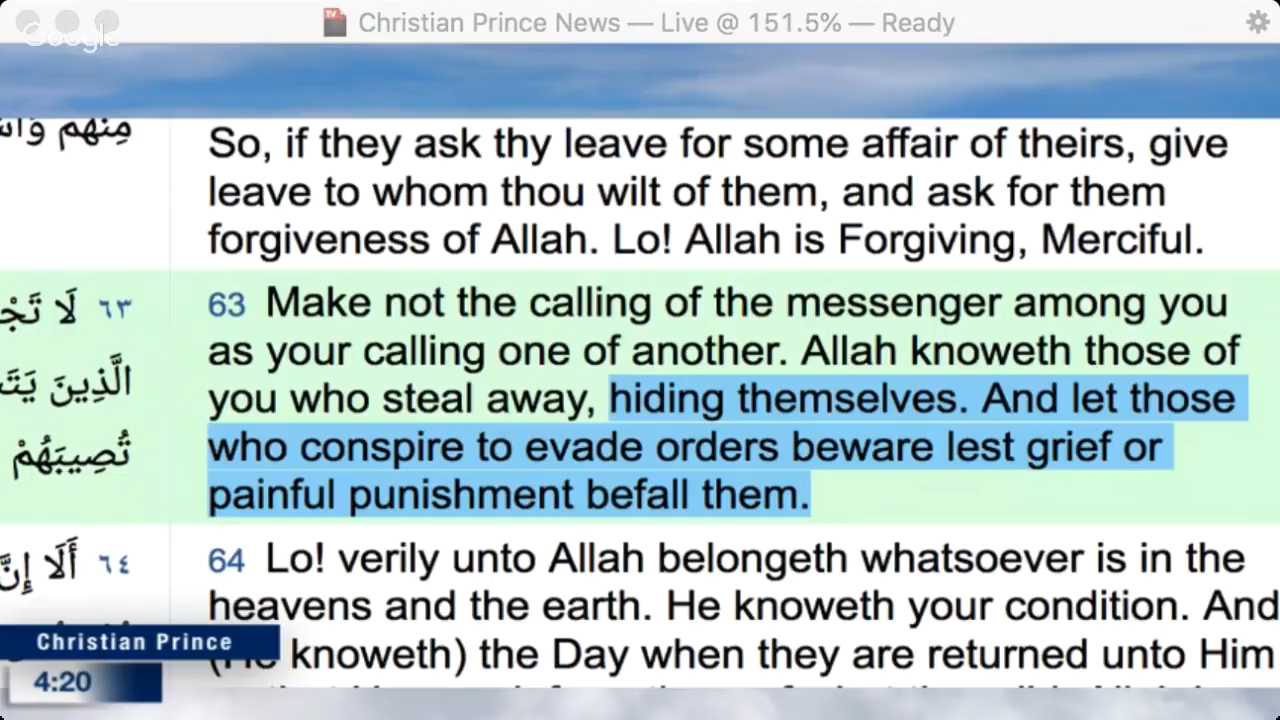 Christian Prince News — Live @ 151.5% — Ready
Google
So, if they ask thy leave for some affair of theirs, give
leave to whom thou wilt of them, and ask for them
forgiveness of Allah. Lo! Allah is Forgiving, Merciful.
63 Make not the calling of the messenger among you
as your calling one of another. Allah knoweth those of
you who steal away, hiding themselves. And let those
who conspire to evade orders beware lest grief or
painful punishment befall them.
64 Lo! verily unto Allah belongeth whatsoever is in the
heavens and the earth. He knoweth your condition. And
knoweth) the Day when they are returned unto Him
مِنْهُمْ
٦٣ لَا
الَّذِينَ
تُصِيبَهُمْ
٦٤ أَلَا إِنَّ
Christian Prince
4:20